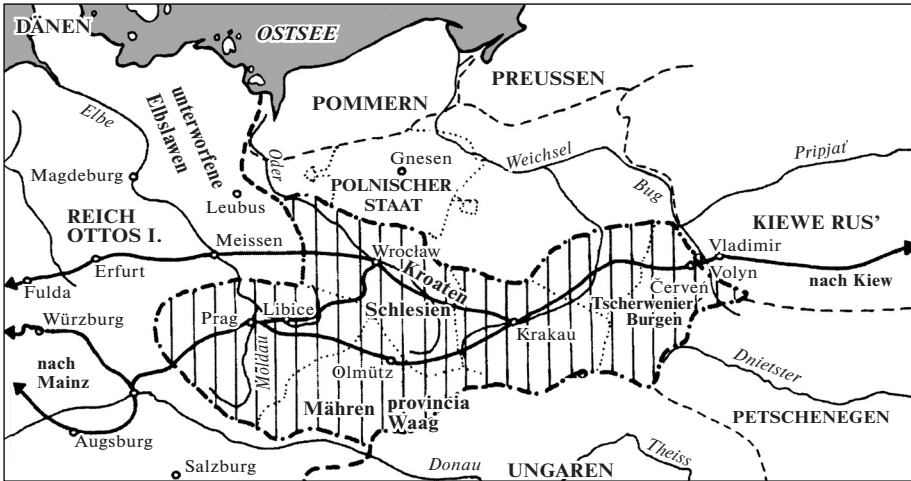 DÄNEN
OSTSEE
PREUSSEN
POMMERN
Elbe
unterworfene
Elbslawen
Oder
Gnesen
Weichsel
Pripjať
Magdeburg
POLNISCHER
STAAT
Bug
Leubus
REICH
OTTOS I.
KIEWE RUS’
Meissen
Wrocław
Vladimir
Erfurt
Kroaten
Volyn
Červeň
nach Kiew
Fulda
Libice
Schlesien
Tscherwenier
Burgen
Würzburg
Prag
Krakau
Moldau
nach
Mainz
Olmütz
Dnietster
Mähren
provincia
Waag
PETSCHENEGEN
Augsburg
Salzburg
Donau
UNGAREN
Theiss